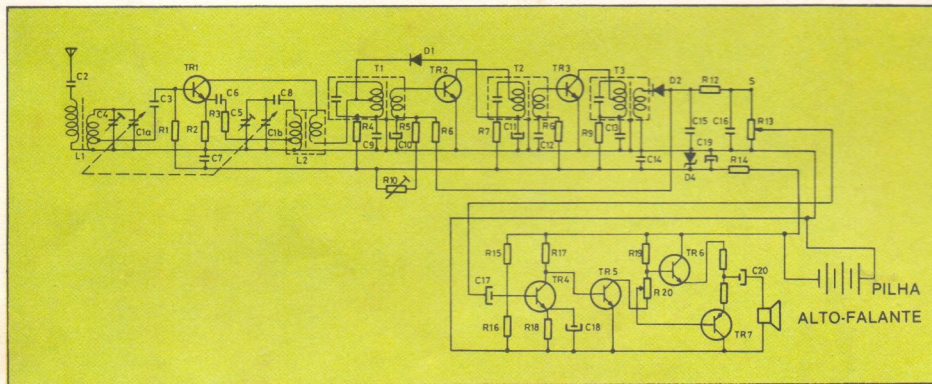 D1
T1
T2
T3
TR1
TR2
TR3
D2
R12
S
C2
C3
C6
C8
C4
C5
R1
R3
R2
C7
C1a
C1b
L1
L2
R4
C9
R5
C10
R6
R7
C11
R8
C12
R9
C13
C14
C15
C16
R13
C19
D4
R14
R10
R15
R17
R19
TR6
C17
TR4
TR5
R20
C20
R16
R18
C18
TR7
PILHA
ALTO-FALANTE